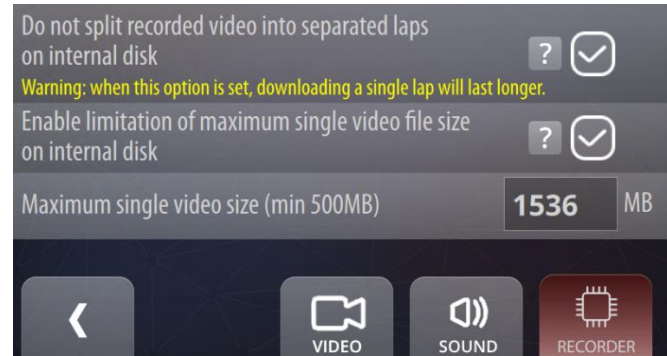 Do not split recorded video into separated laps
on internal disk
?
Warning: when this option is set, downloading a single lap will last longer.
Enable limitation of maximum single video file size
on internal disk
?
Maximum single video size (min 500MB)
1536 MB
VIDEO
SOUND
RECORDER